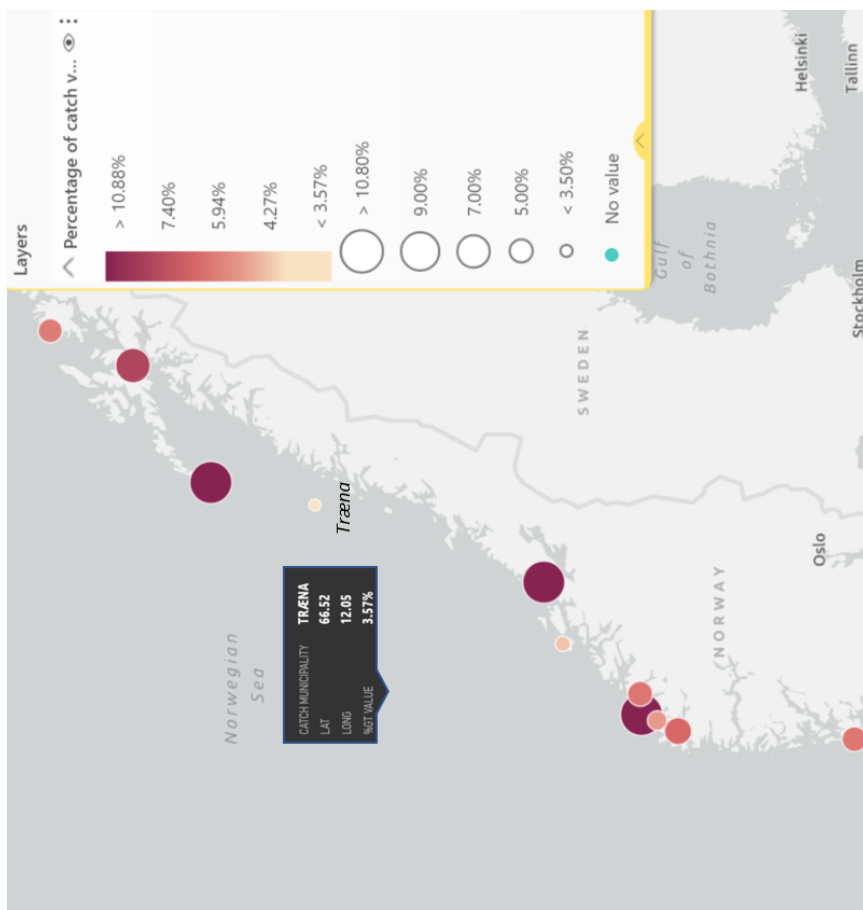 Layers
Percentage of catch v...
> 10.88%
7.40%
5.94%
4.27%
< 3.57%
> 10.80%
9.00%
7.00%
5.00%
< 3.50%
No value
Norwegian
Sea
CATCH MUNICIPALITY TRÆNA
LAT 66.52
LONG 12.05
%GT VALUE 3.57%
Træna
SWEDEN
NORWAY
Oslo
Gulf
of
Bothnia
Stockholm
Helsinki
Tallinn